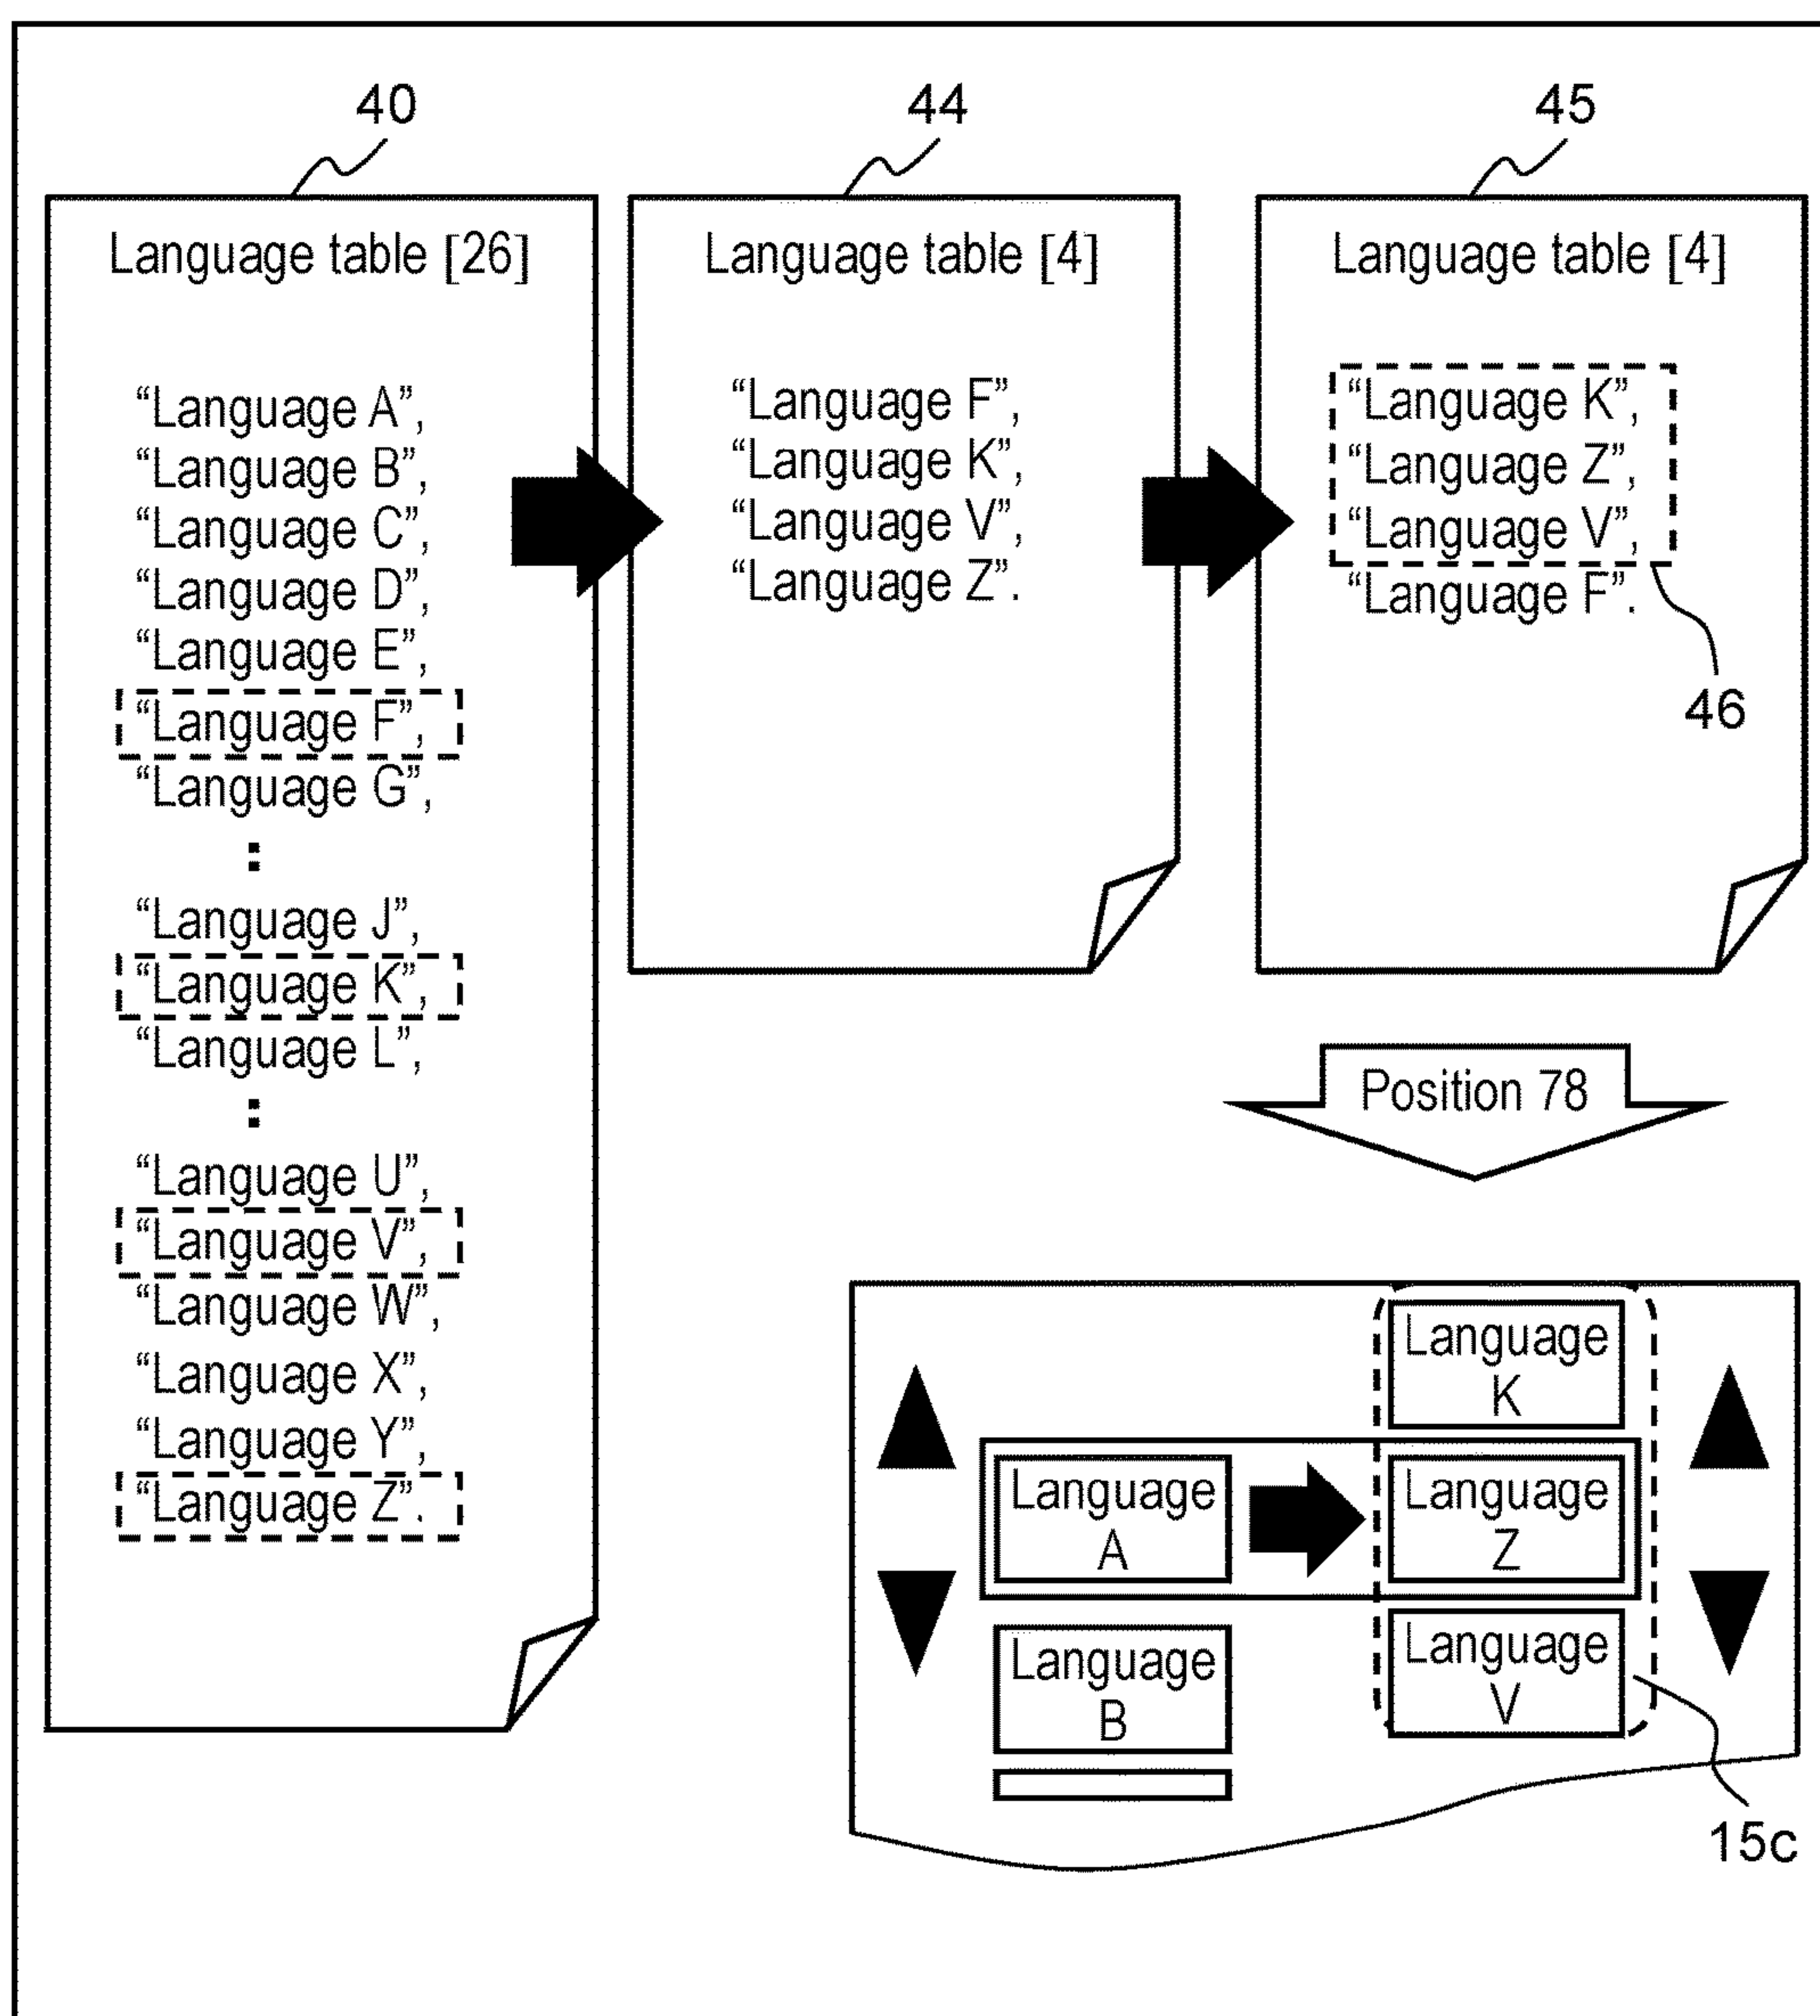 40
Language table [26]
“Language A”,
“Language B”,
“Language C”,
“Language D”,
“Language E”,
“Language F”,
“Language G”,
:
“Language J”,
“Language K”,
“Language L”,
:
“Language U”,
“Language V”,
“Language W”,
“Language X”,
“Language Y”,
“Language Z”.
44
Language table [4]
“Language F”,
“Language K”,
“Language V”,
“Language Z”.
45
Language table [4]
“Language K”,
“Language Z”,
“Language V”,
“Language F”.
46
Position 78
Language
K
Language
A
Language
Z
Language
B
Language
V
15c